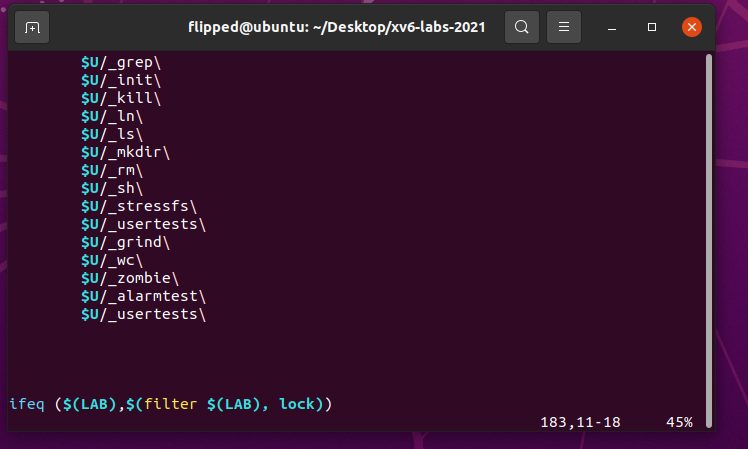 flipped@ubuntu: ~/Desktop/xv6-labs-2021
$U/_grep\
$U/_init\
$U/_kill\
$U/_ln\
$U/_ls\
$U/_mkdir\
$U/_rm\
$U/_sh\
$U/_stressfs\
$U/_usertests\
$U/_grind\
$U/_wc\
$U/_zombie\
$U/_alarmtest\
$U/_usertests\
ifeq ($(LAB),$(filter $(LAB), lock))
183,11-18 45%